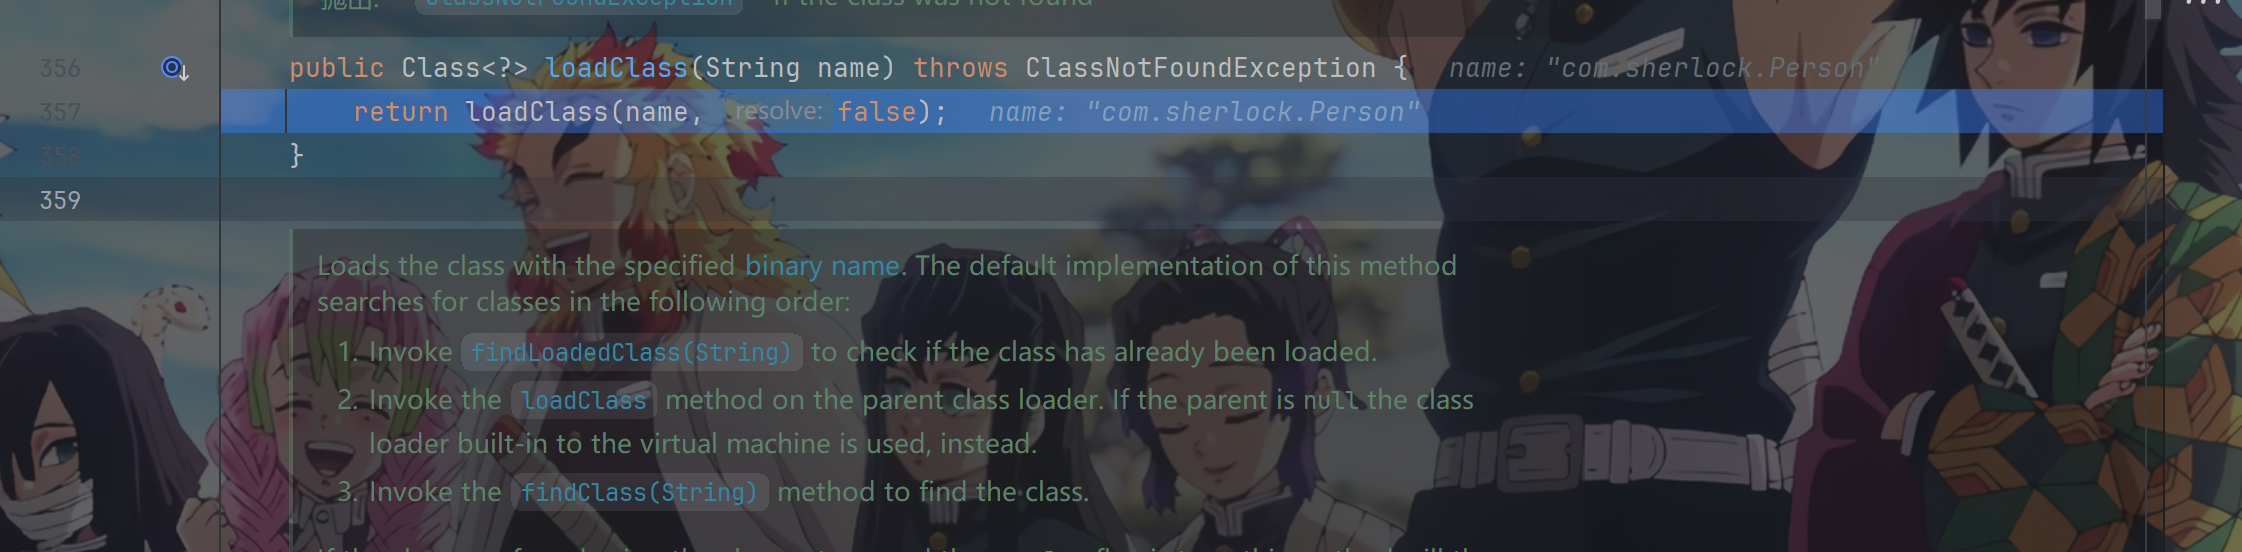 抛出: ClassNotFoundException – If the class was not found
356 public Class<?> loadClass(String name) throws ClassNotFoundException { name: "com.sherlock.Person"
357 return loadClass(name, resolve: false); name: "com.sherlock.Person"
358 }
359
Loads the class with the specified binary name. The default implementation of this method
searches for classes in the following order:
1. Invoke findLoadedClass(String) to check if the class has already been loaded.
2. Invoke the loadClass method on the parent class loader. If the parent is null the class
loader built-in to the virtual machine is used, instead.
3. Invoke the findClass(String) method to find the class.